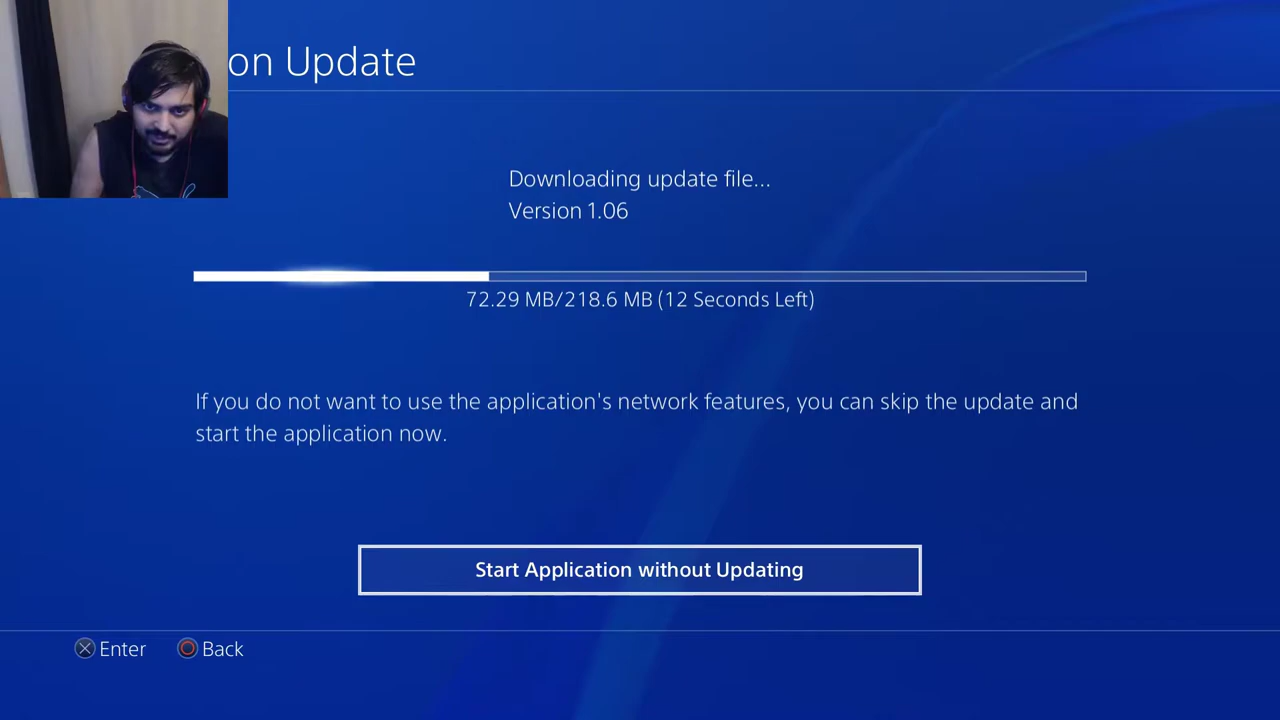 on Update
Downloading update file...
Version 1.06
72.29 MB/218.6 MB (12 Seconds Left)
If you do not want to use the application's network features, you can skip the update and
start the application now.
Start Application without Updating
Enter Back